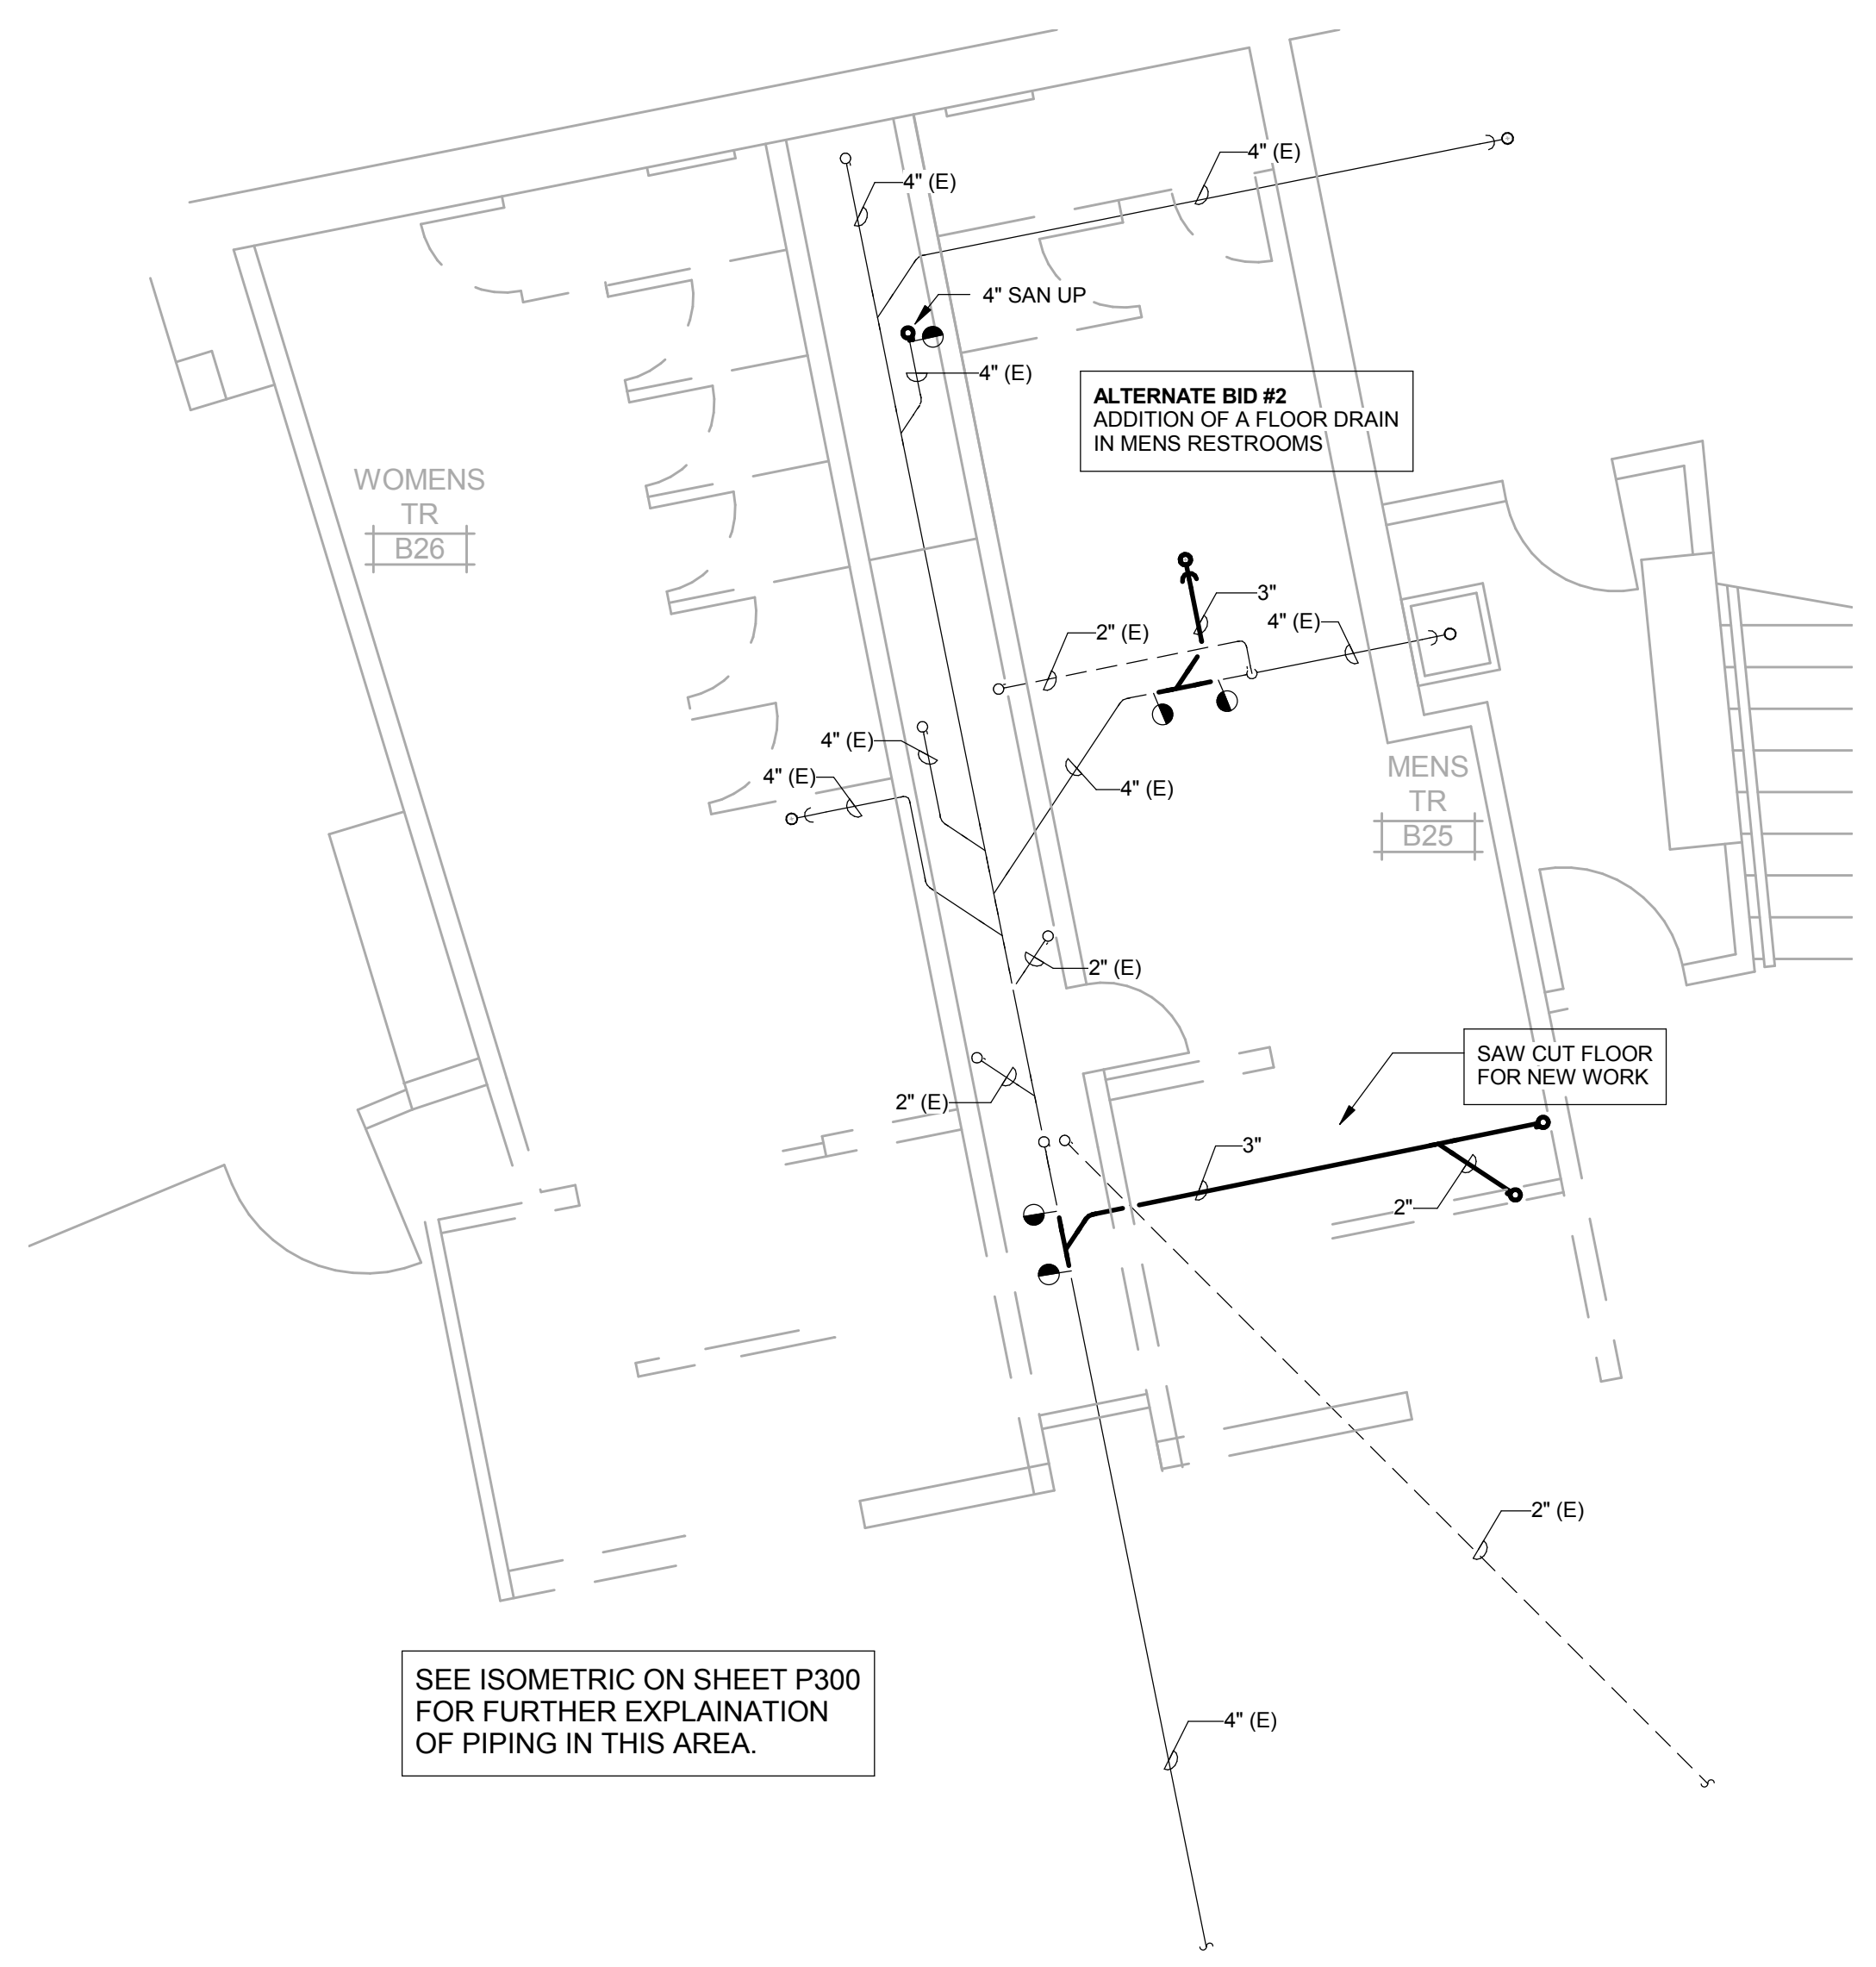 4" (E)
4" (E)
4" SAN UP
4" (E)
ALTERNATE BID #2
ADDITION OF A FLOOR DRAIN
IN MENS RESTROOMS
WOMENS
TR
B26
3"
4" (E)
2" (E)
4" (E)
4" (E)
4" (E)
MENS
TR
B25
2" (E)
SAW CUT FLOOR
FOR NEW WORK
2" (E)
3"
2"
2" (E)
SEE ISOMETRIC ON SHEET P300
FOR FURTHER EXPLAINATION
OF PIPING IN THIS AREA.
4" (E)